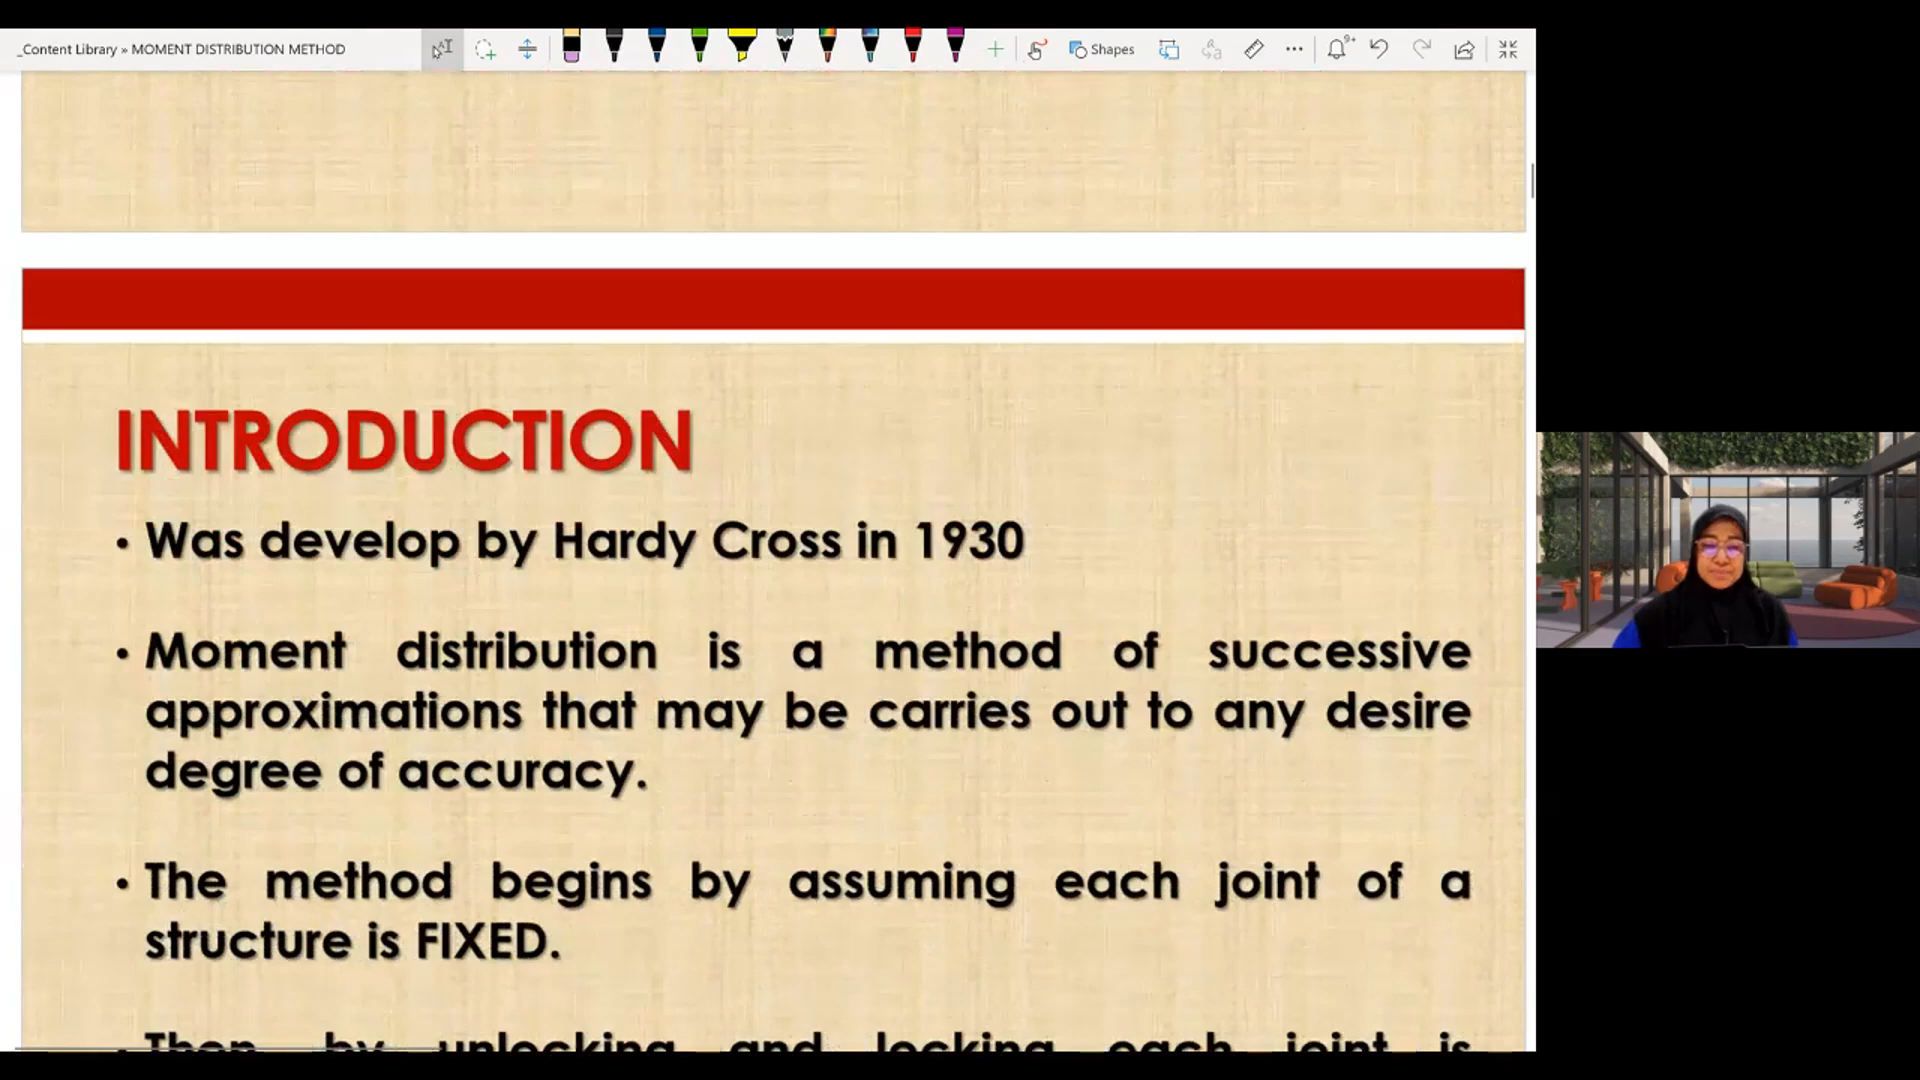 _Content Library » MOMENT DISTRIBUTION METHOD
Shapes
9+
INTRODUCTION
• Was develop by Hardy Cross in 1930
• Moment distribution is a method of successive
approximations that may be carries out to any desire
degree of accuracy.
• The method begins by assuming each joint of a
structure is FIXED.
• Then by unlocking and locking each joint is